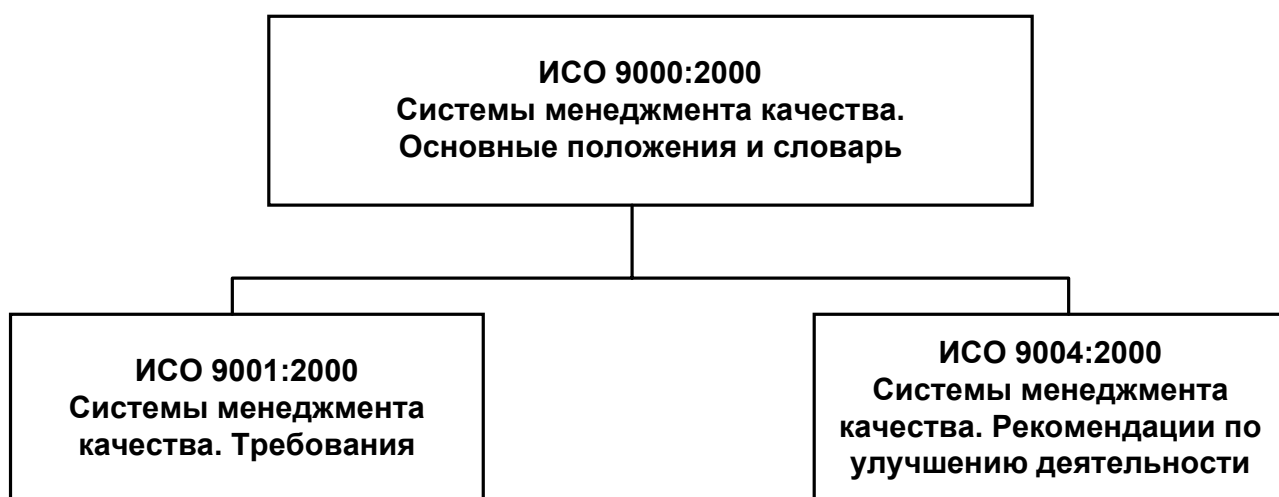 ИСО 9000:2000
Системы менеджмента качества.
Основные положения и словарь
ИСО 9001:2000
Системы менеджмента
качества. Требования
ИСО 9004:2000
Системы менеджмента
качества. Рекомендации по
улучшению деятельности